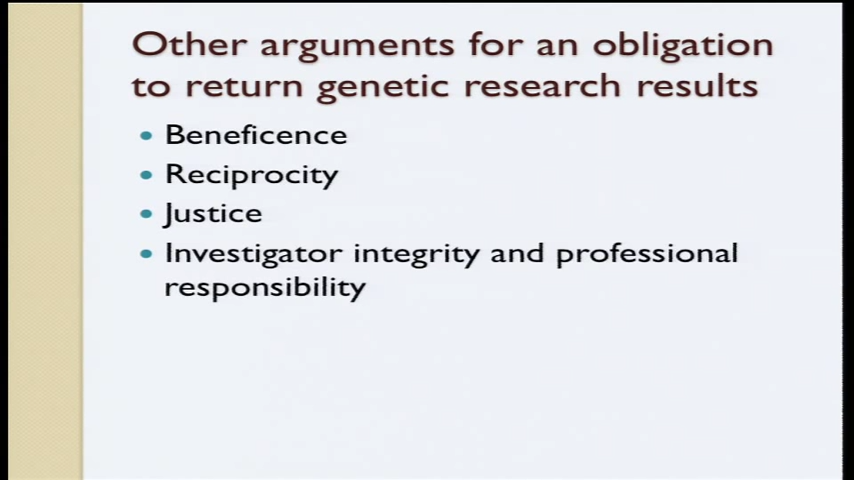 Other arguments for an obligation
to return genetic research results
• Beneficence
• Reciprocity
• Justice
• Investigator integrity and professional
responsibility